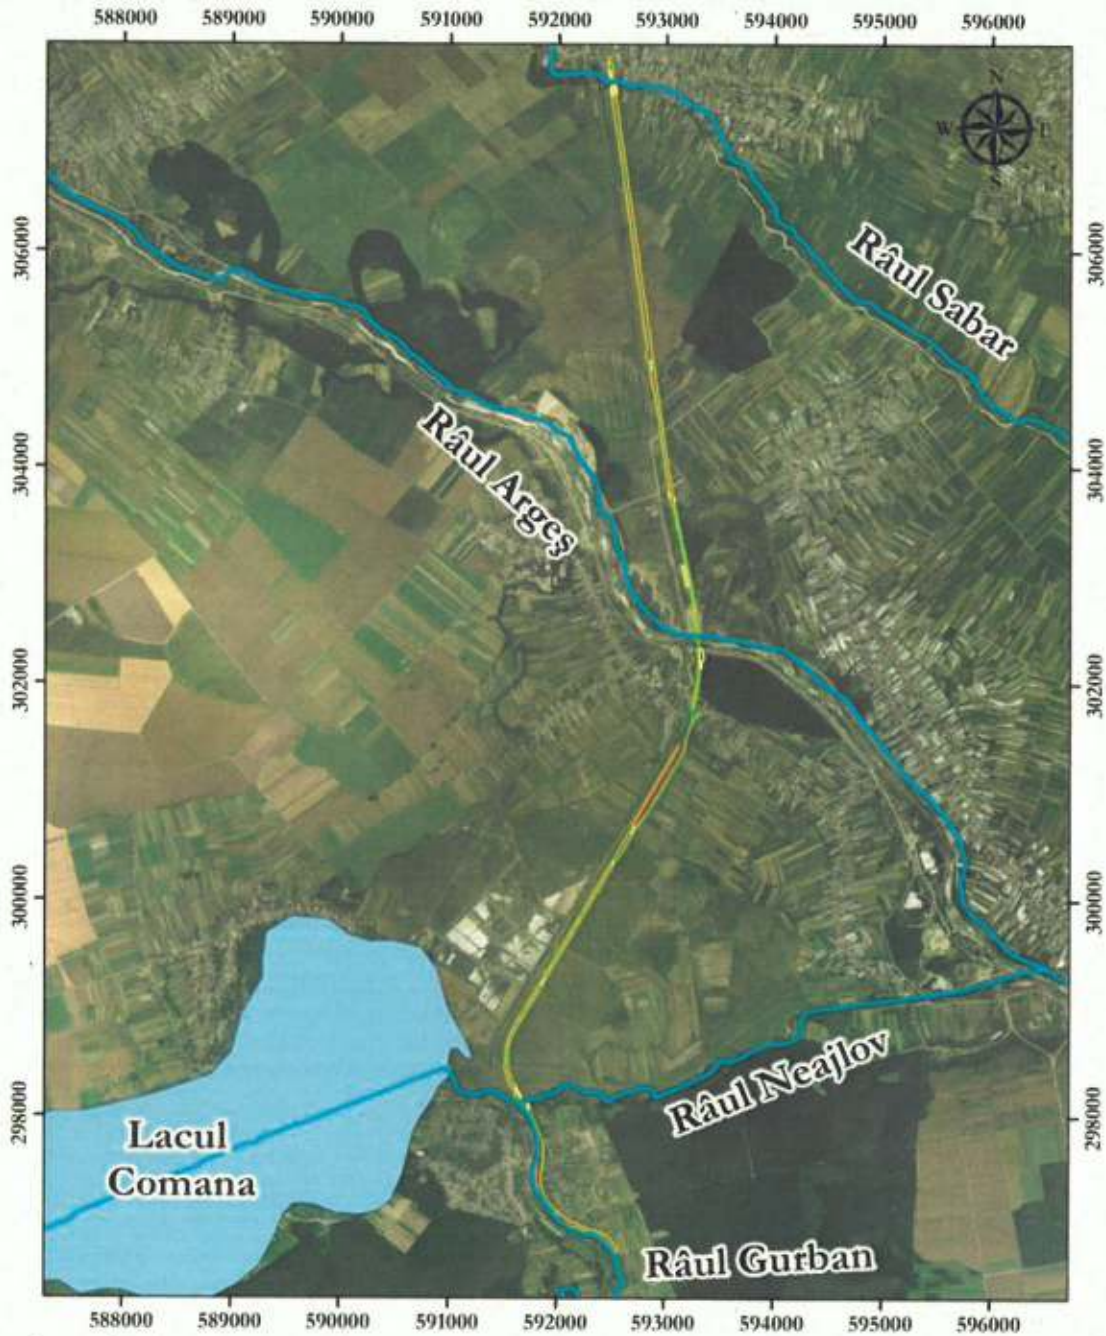 588000 589000 590000 591000 592000 593000 594000 595000 596000
N
W E
S
306000 306000
Râul Sabar
304000 304000
Râul Argeş
302000 302000
300000 300000
298000 298000
Râul Neajlov
Lacul
Comana
Râul Gurban
588000 589000 590000 591000 592000 593000 594000 595000 596000